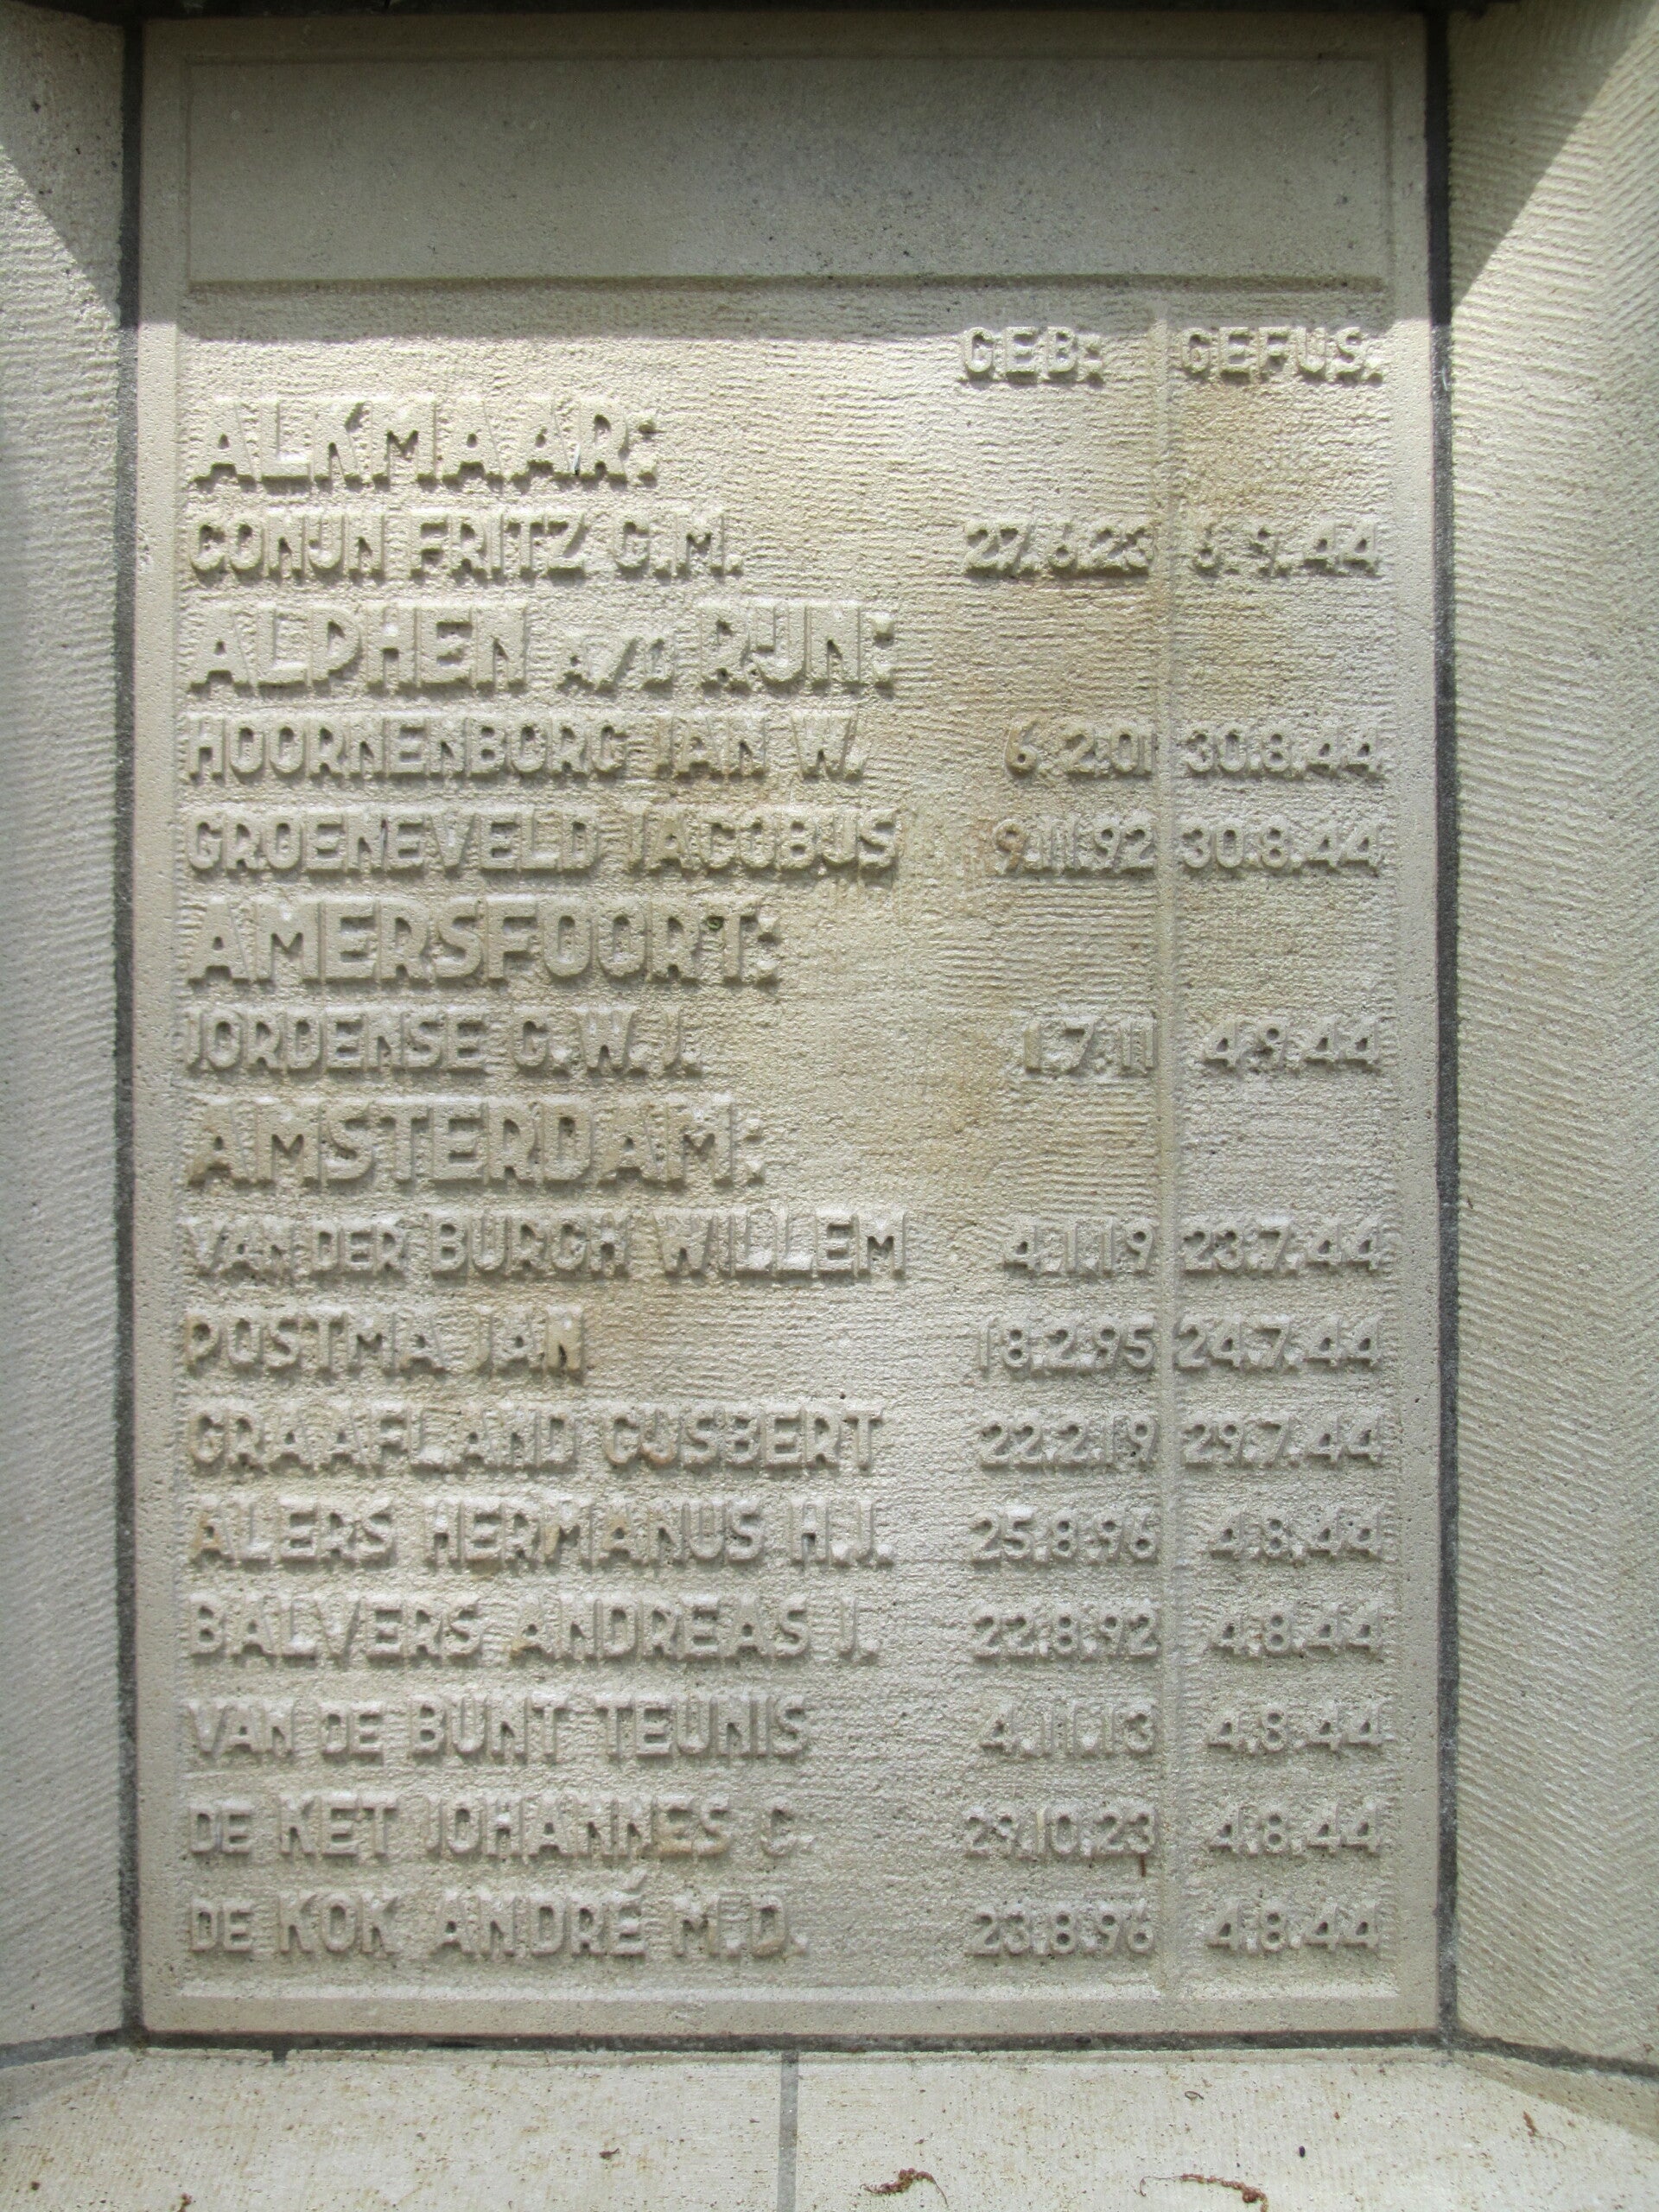 GEB: GEFUS.
ALKMAAR:
CONIJN FRITZ G.M. 27.6.23 6.9.44
ALPHEN A/D RIJN:
HOORNENBORG JAN W. 6.2.01 30.8.44
GROENEVELD JACOBUS 9.11.92 30.8.44
AMERSFOORT:
JORDENSE G.W.J. 1.7.11 4.9.44
AMSTERDAM:
VAN DER BURGH WILLEM 4.1.19 23.7.44
POSTMA JAN 18.2.95 24.7.44
GRAAFLAND GIJSBERT 22.2.19 29.7.44
ALERS HERMANUS H.J. 25.8.96 4.8.44
BALVERS ANDREAS J. 22.8.92 4.8.44
VAN DE BUNT TEUNIS 4.11.13 4.8.44
DE KET JOHANNES C. 29.10.23 4.8.44
DE KOK ANDRÉ M.D. 23.8.96 4.8.44